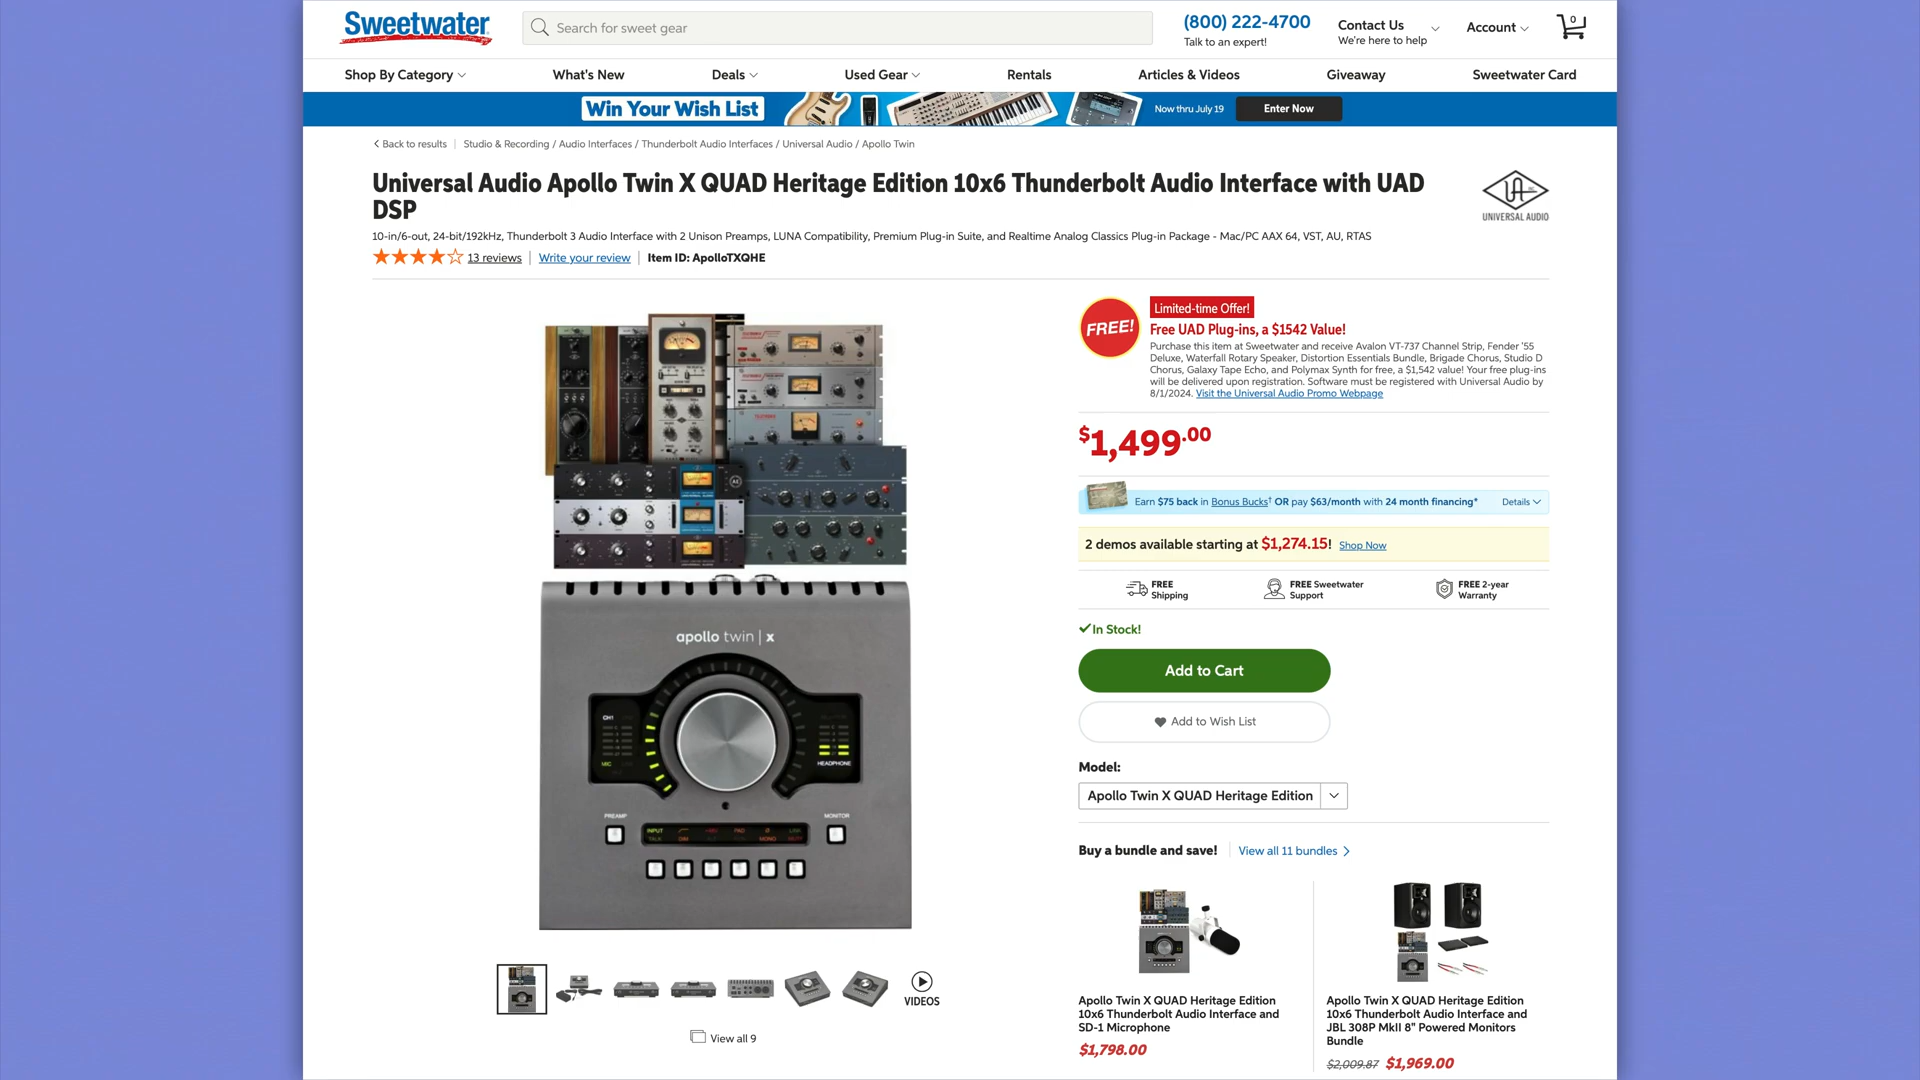 Sweetwater
Search for sweet gear
(800) 222-4700
Talk to an expert!
Contact Us
We're here to help
Account
0
Shop By Category
What's New
Deals
Used Gear
Rentals
Articles & Videos
Giveaway
Sweetwater Card
Win Your Wish List
Now thru July 19
Enter Now
Back to results
Studio & Recording / Audio Interfaces / Thunderbolt Audio Interfaces / Universal Audio / Apollo Twin
Universal Audio Apollo Twin X QUAD Heritage Edition 10x6 Thunderbolt Audio Interface with UAD
DSP
UNIVERSAL AUDIO
10-in/6-out, 24-bit/192kHz, Thunderbolt 3 Audio Interface with 2 Unison Preamps, LUNA Compatibility, Premium Plug-in Suite, and Realtime Analog Classics Plug-in Package - Mac/PC AAX 64, VST, AU, RTAS
13 reviews
Write your review
Item ID: ApolloTXQHE
apollo twin | x
CH1
MIC
HEADPHONE
PREAMP
MONITOR
INPUT
VIDEOS
View all 9
FREE!
Limited-time Offer!
Free UAD Plug-ins, a $1542 Value!
Purchase this item at Sweetwater and receive Avalon VT-737 Channel Strip, Fender '55
Deluxe, Waterfall Rotary Speaker, Distortion Essentials Bundle, Brigade Chorus, Studio D
Chorus, Galaxy Tape Echo, and Polymax Synth for free, a $1,542 value! Your free plug-ins
will be delivered upon registration. Software must be registered with Universal Audio by
8/1/2024. Visit the Universal Audio Promo Webpage
$1,499.00
Earn $75 back in Bonus Bucks† OR pay $63/month with 24 month financing*
Details
2 demos available starting at $1,274.15! Shop Now
FREE
Shipping
FREE Sweetwater
Support
FREE 2-year
Warranty
In Stock!
Add to Cart
Add to Wish List
Model:
Apollo Twin X QUAD Heritage Edition
Buy a bundle and save!
View all 11 bundles
Apollo Twin X QUAD Heritage Edition
10x6 Thunderbolt Audio Interface and
SD-1 Microphone
$1,798.00
Apollo Twin X QUAD Heritage Edition
10x6 Thunderbolt Audio Interface and
JBL 308P MkII 8" Powered Monitors
Bundle
$2,009.87 $1,969.00